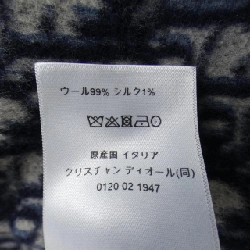 ウール99% シルク1%
原産国 イタリア
クリスチャン ディオール(同)
0120 02 1947